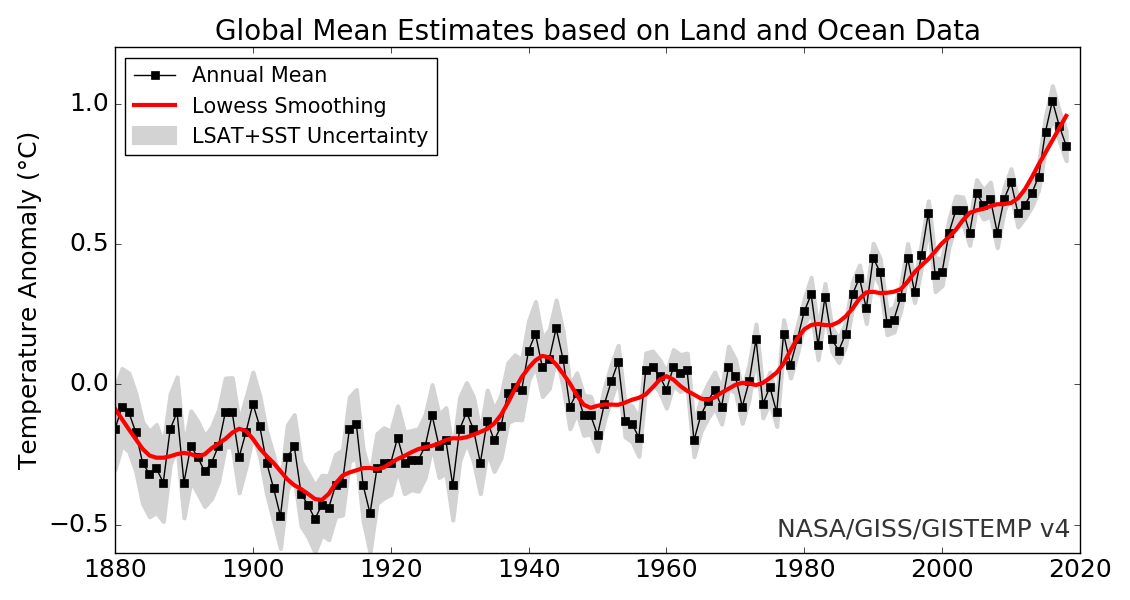 Global Mean Estimates based on Land and Ocean Data
Annual Mean
Lowess Smoothing
LSAT+SST Uncertainty
Temperature Anomaly (°C)
1.0
0.5
0.0
−0.5
NASA/GISS/GISTEMP v4
1880 1900 1920 1940 1960 1980 2000 2020